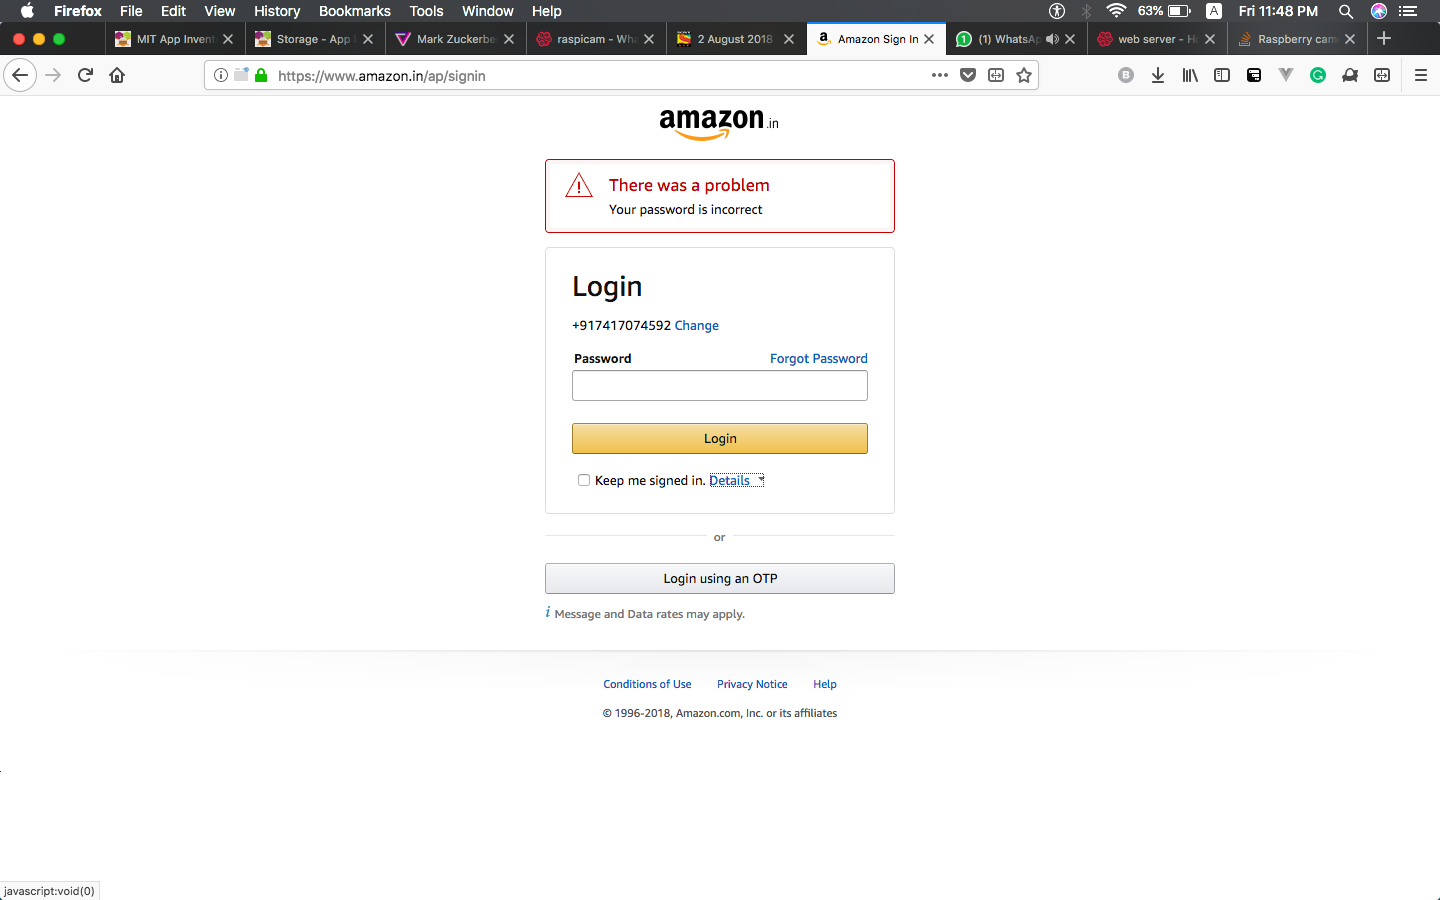 Firefox File Edit View History Bookmarks Tools Window Help 63% A Fri 11:48 PM
MIT App Invent Storage - App Mark Zuckerbe raspicam - Wha 2 August 2018 a Amazon Sign In 1 (1) WhatsAp web server - Ho Raspberry cam
https://www.amazon.in/ap/signin
B
amazon.in
There was a problem
Your password is incorrect
Login
+917417074592 Change
Password Forgot Password
Login
Keep me signed in. Details
or
Login using an OTP
i Message and Data rates may apply.
Conditions of Use Privacy Notice Help
© 1996-2018, Amazon.com, Inc. or its affiliates
javascript:void(0)